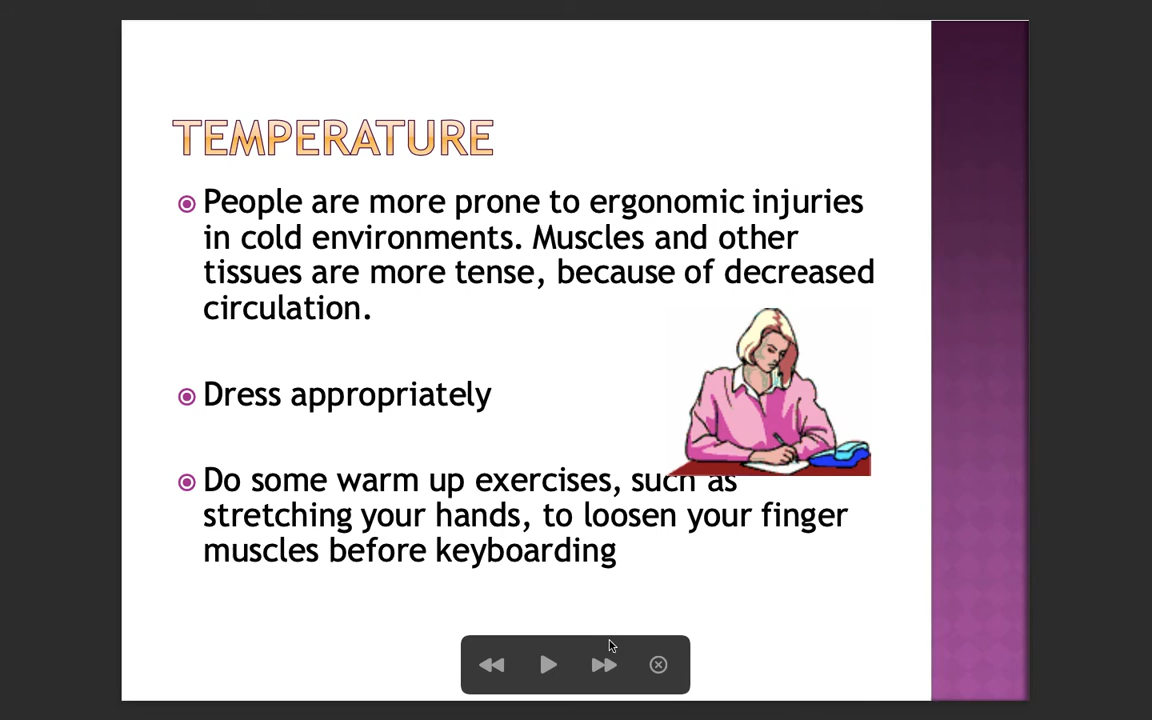 TEMPERATURE
People are more prone to ergonomic injuries
in cold environments. Muscles and other
tissues are more tense, because of decreased
circulation.
Dress appropriately
Do some warm up exercises, such as
stretching your hands, to loosen your finger
muscles before keyboarding